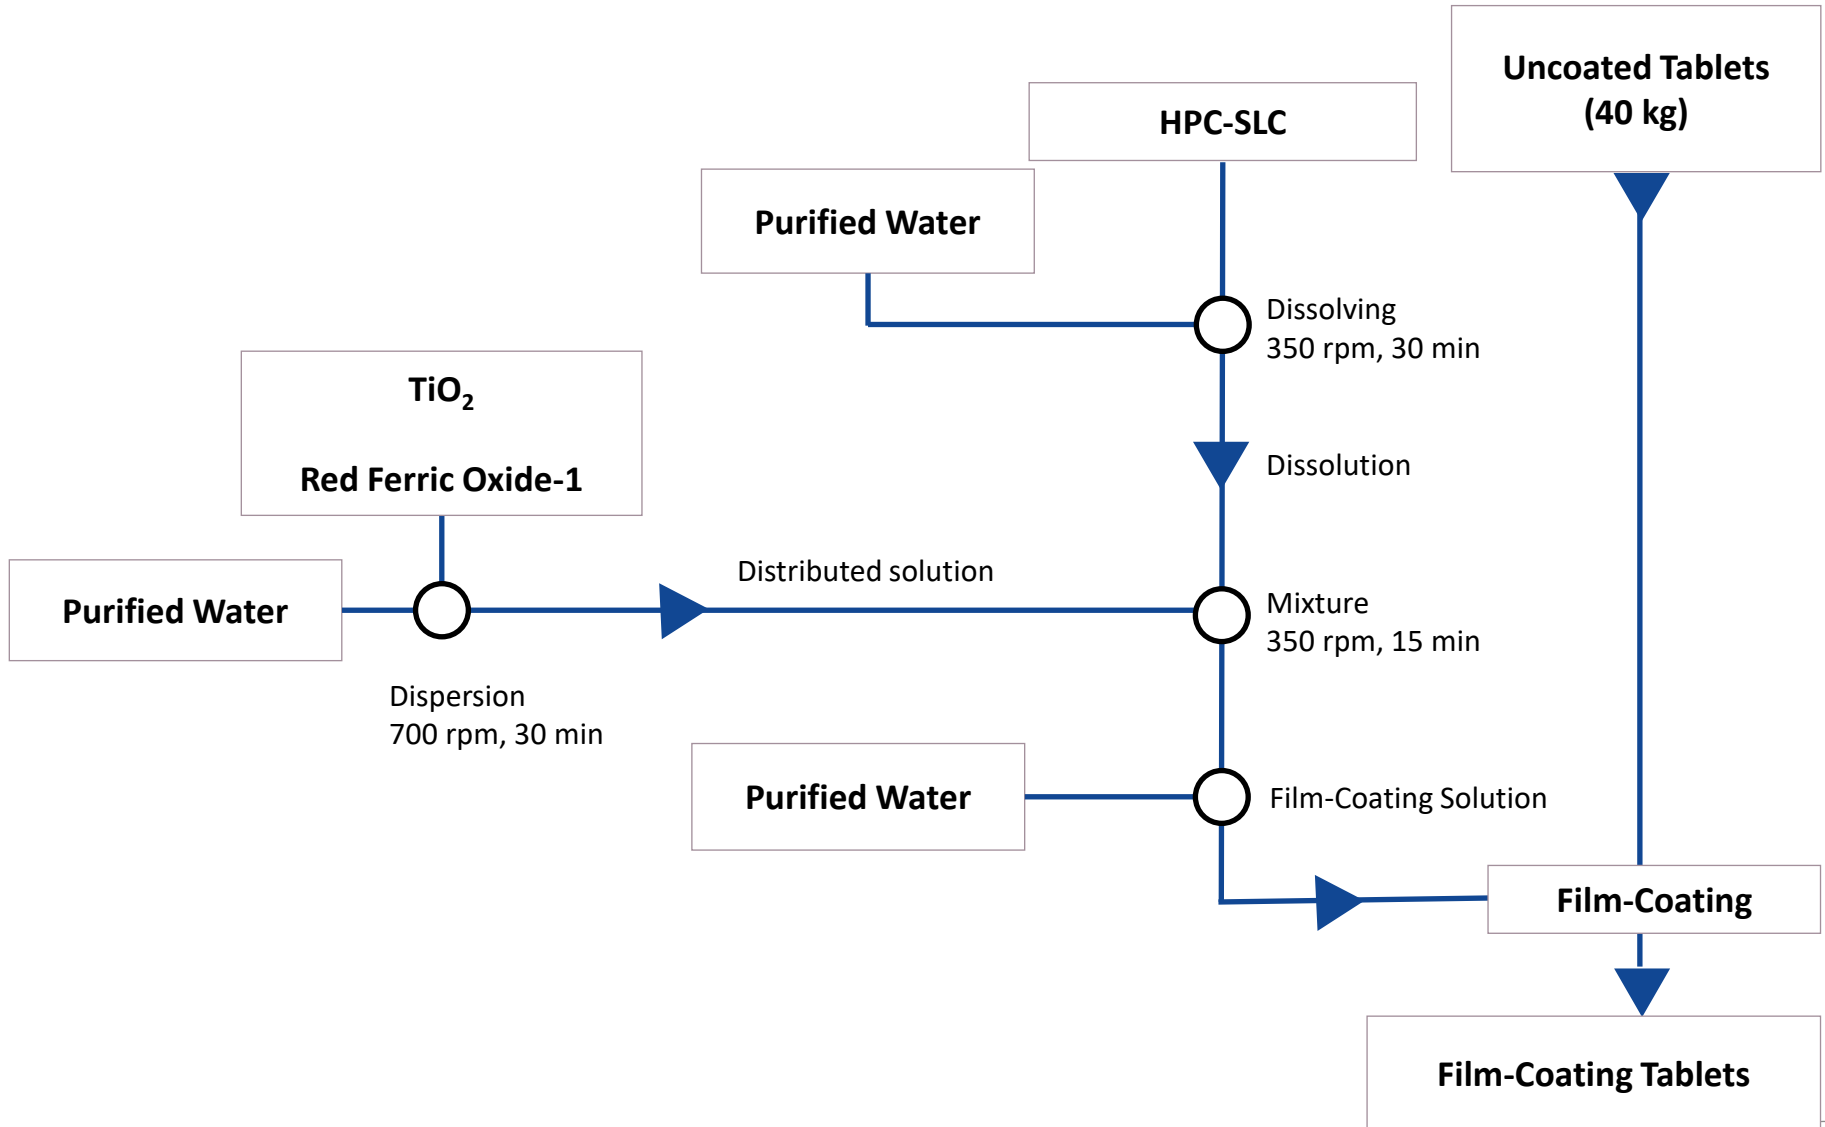 Uncoated Tablets
(40 kg)
HPC-SLC
Purified Water
Dissolving
350 rpm, 30 min
TiO₂
Red Ferric Oxide-1
Dissolution
Purified Water
Distributed solution
Mixture
350 rpm, 15 min
Dispersion
700 rpm, 30 min
Purified Water
Film-Coating Solution
Film-Coating
Film-Coating Tablets